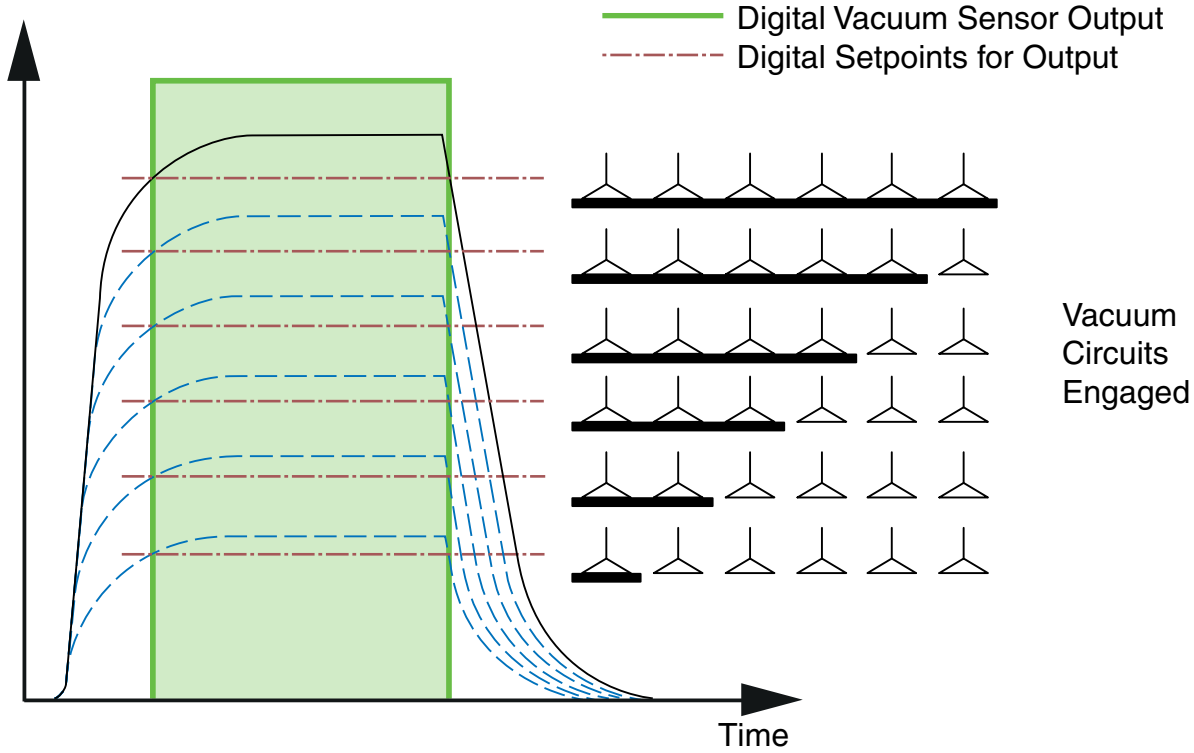 Digital Vacuum Sensor Output
Digital Setpoints for Output
Vacuum
Circuits
Engaged
Time